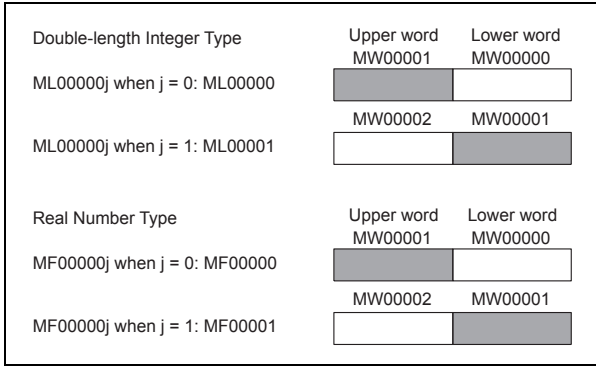 Double-length Integer Type Upper word Lower word
MW00001 MW00000
ML00000j when j = 0: ML00000
MW00002 MW00001
ML00000j when j = 1: ML00001
Real Number Type Upper word Lower word
MW00001 MW00000
MF00000j when j = 0: MF00000
MW00002 MW00001
MF00000j when j = 1: MF00001